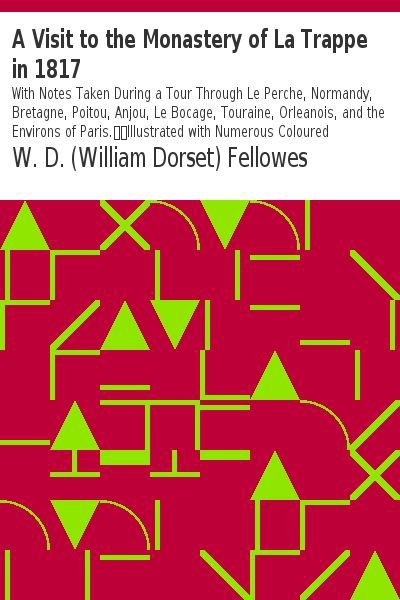 A Visit to the Monastery of La Trappe
in 1817
With Notes Taken During a Tour Through Le Perche, Normandy,
Bretagne, Poitou, Anjou, Le Bocage, Touraine, Orleanois, and the
Environs of Paris. Illustrated with Numerous Coloured
W. D. (William Dorset) Fellowes